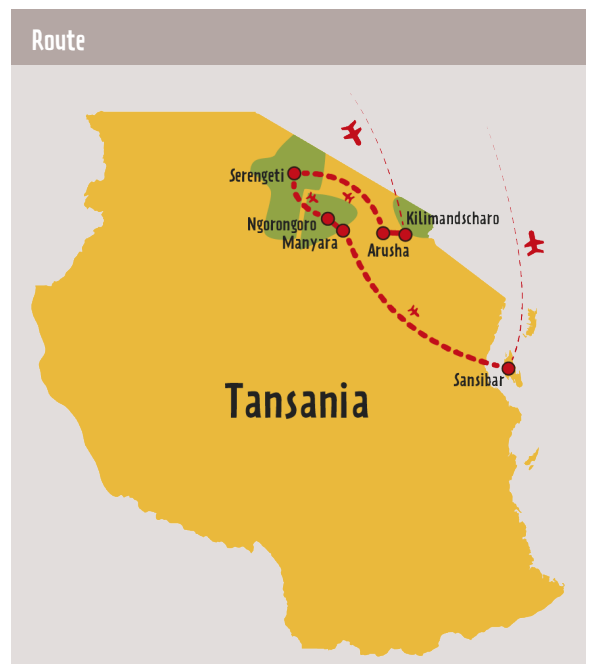 Route
Serengeti
Kilimandscharo
Ngorongoro
Manyara
Arusha
Sansibar
Tansania